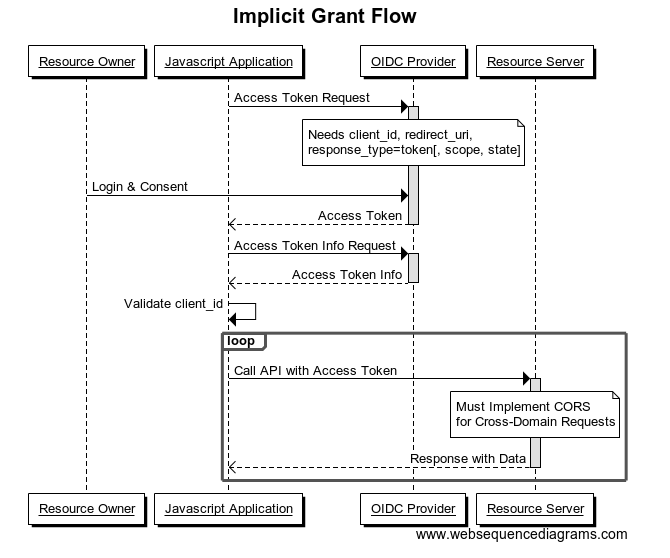 Implicit Grant Flow
Resource Owner
Javascript Application
OIDC Provider
Resource Server
Access Token Request
Needs client_id, redirect_uri,
response_type=token[, scope, state]
Login & Consent
Access Token
Access Token Info Request
Access Token Info
Validate client_id
loop
Call API with Access Token
Must Implement CORS
for Cross-Domain Requests
Response with Data
Resource Owner
Javascript Application
OIDC Provider
Resource Server
www.websequencediagrams.com